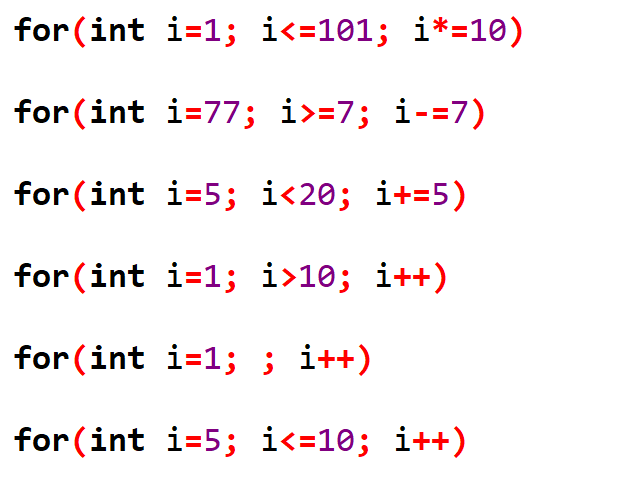 for(int i=1; i<=101; i*=10)
for(int i=77; i>=7; i-=7)
for(int i=5; i<20; i+=5)
for(int i=1; i>10; i++)
for(int i=1; ; i++)
for(int i=5; i<=10; i++)